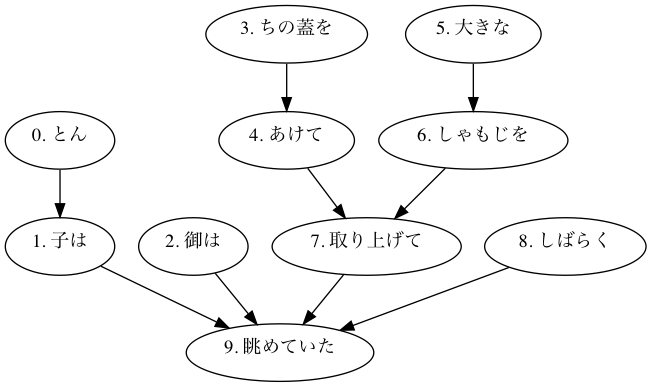 3. ちの蓋を
5. 大きな
0. とん
4. あけて
6. しゃもじを
1. 子は
2. 御は
7. 取り上げて
8. しばらく
9. 眺めていた